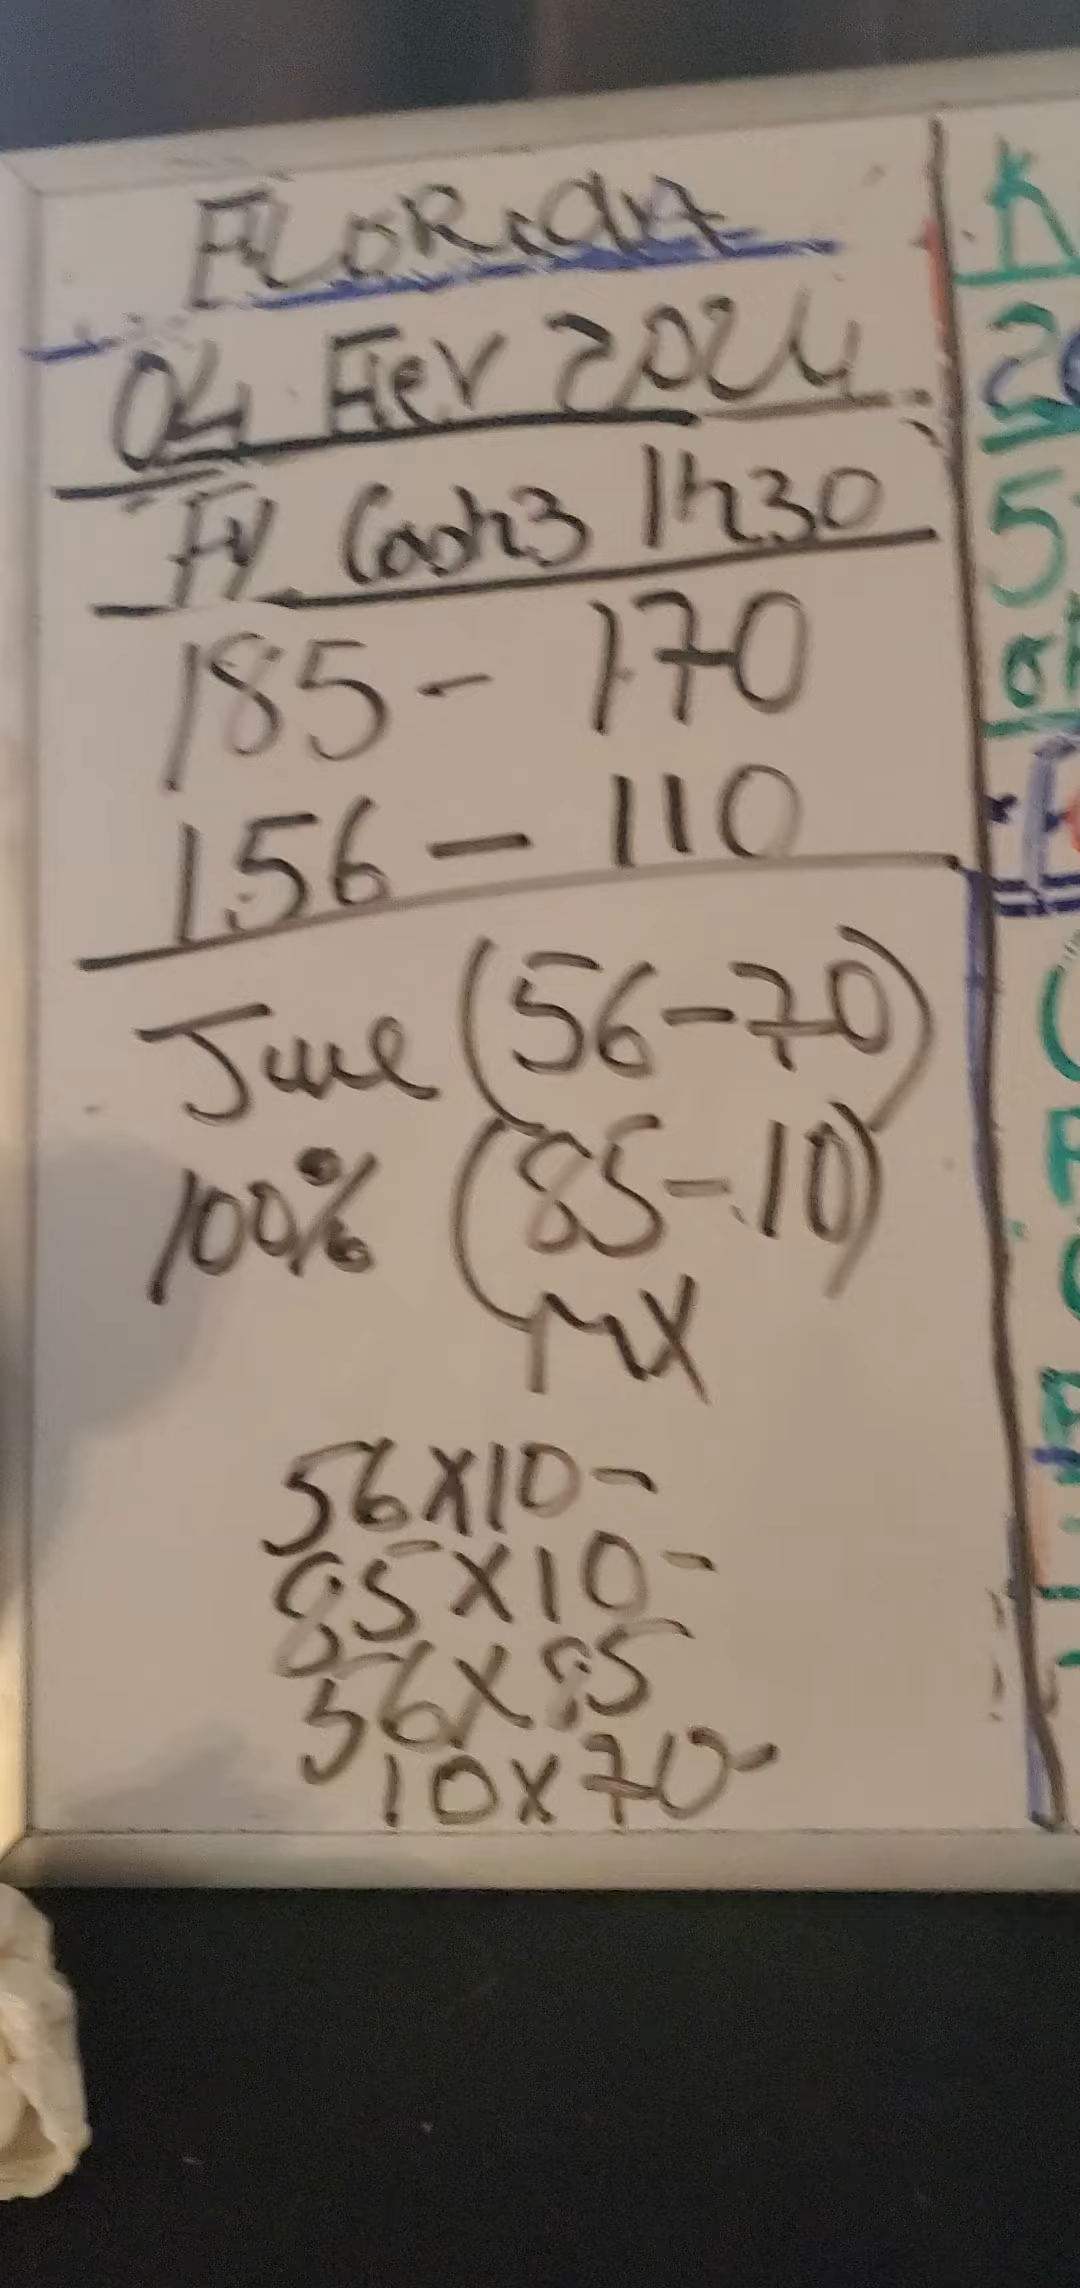 FLORIDA
04 Fev 2024
FL Cash3 1h30
185 - 170
156 - 110
June (56-70)
100% (85-10)
MX
56X10-
85X10-
56X85
10X70-